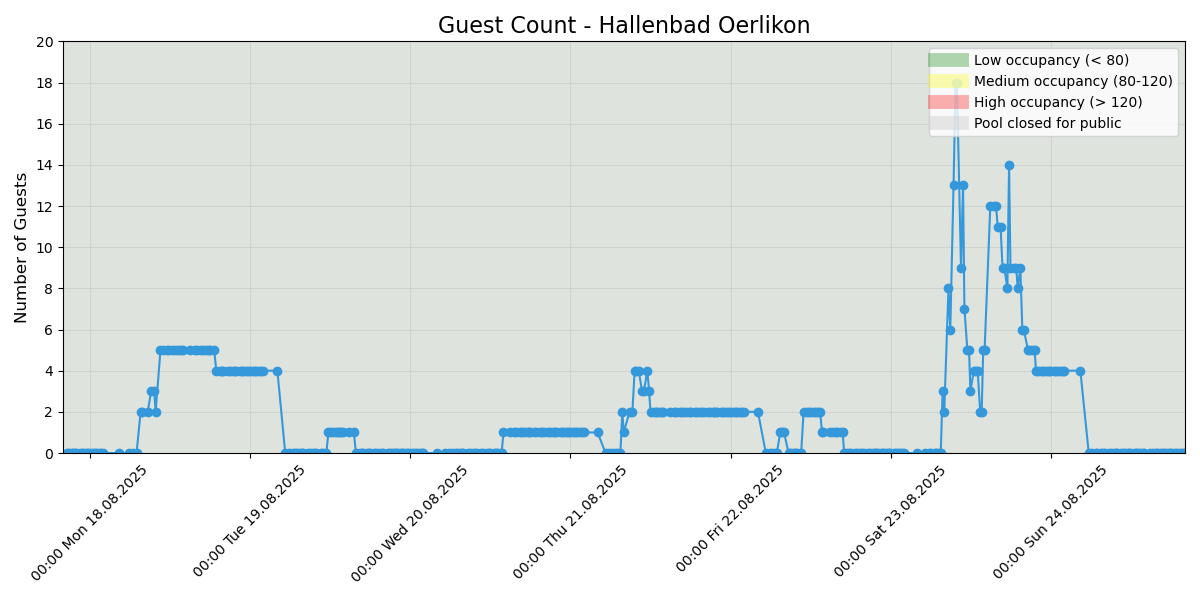 Guest Count - Hallenbad Oerlikon
Low occupancy (< 80)
Medium occupancy (80-120)
High occupancy (> 120)
Pool closed for public
Number of Guests
20
18
16
14
12
10
8
6
4
2
0
00:00 Mon 18.08.2025
00:00 Tue 19.08.2025
00:00 Wed 20.08.2025
00:00 Thu 21.08.2025
00:00 Fri 22.08.2025
00:00 Sat 23.08.2025
00:00 Sun 24.08.2025